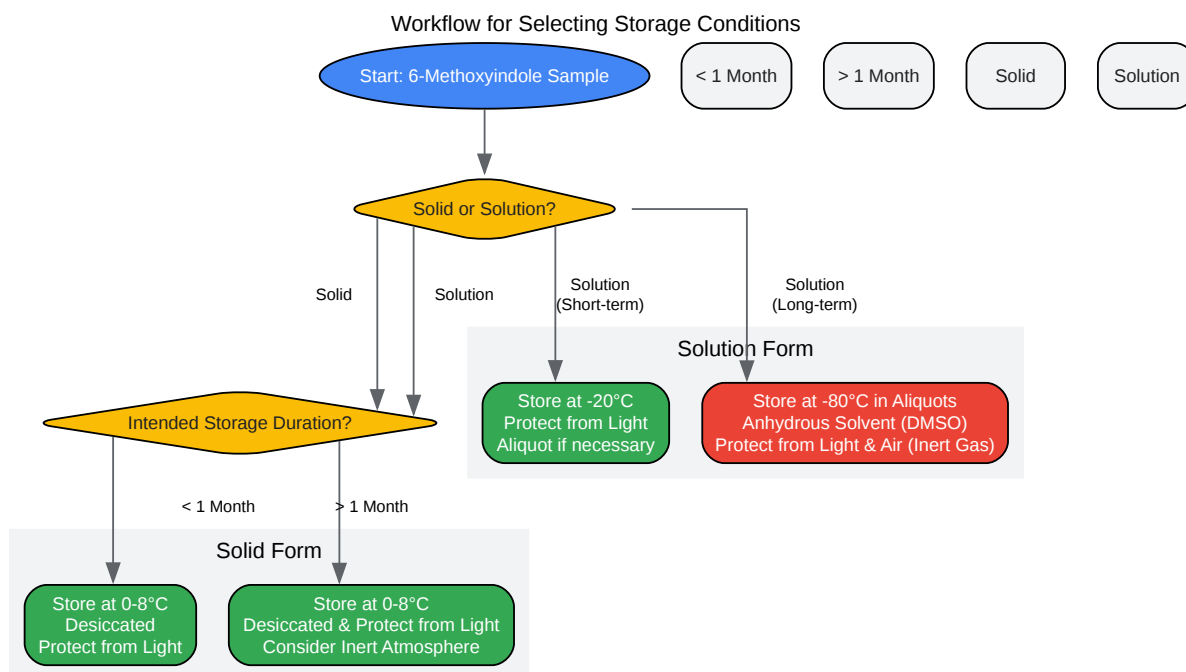 Workflow for Selecting Storage Conditions
Start: 6-Methoxyindole Sample
< 1 Month
> 1 Month
Solid
Solution
Solid or Solution?
Solid
Solution
Solution
(Short-term)
Solution
(Long-term)
Solution Form
Store at -20°C
Protect from Light
Aliquot if necessary
Store at -80°C in Aliquots
Anhydrous Solvent (DMSO)
Protect from Light & Air (Inert Gas)
Intended Storage Duration?
< 1 Month
> 1 Month
Solid Form
Store at 0-8°C
Desiccated
Protect from Light
Store at 0-8°C
Desiccated & Protect from Light
Consider Inert Atmosphere